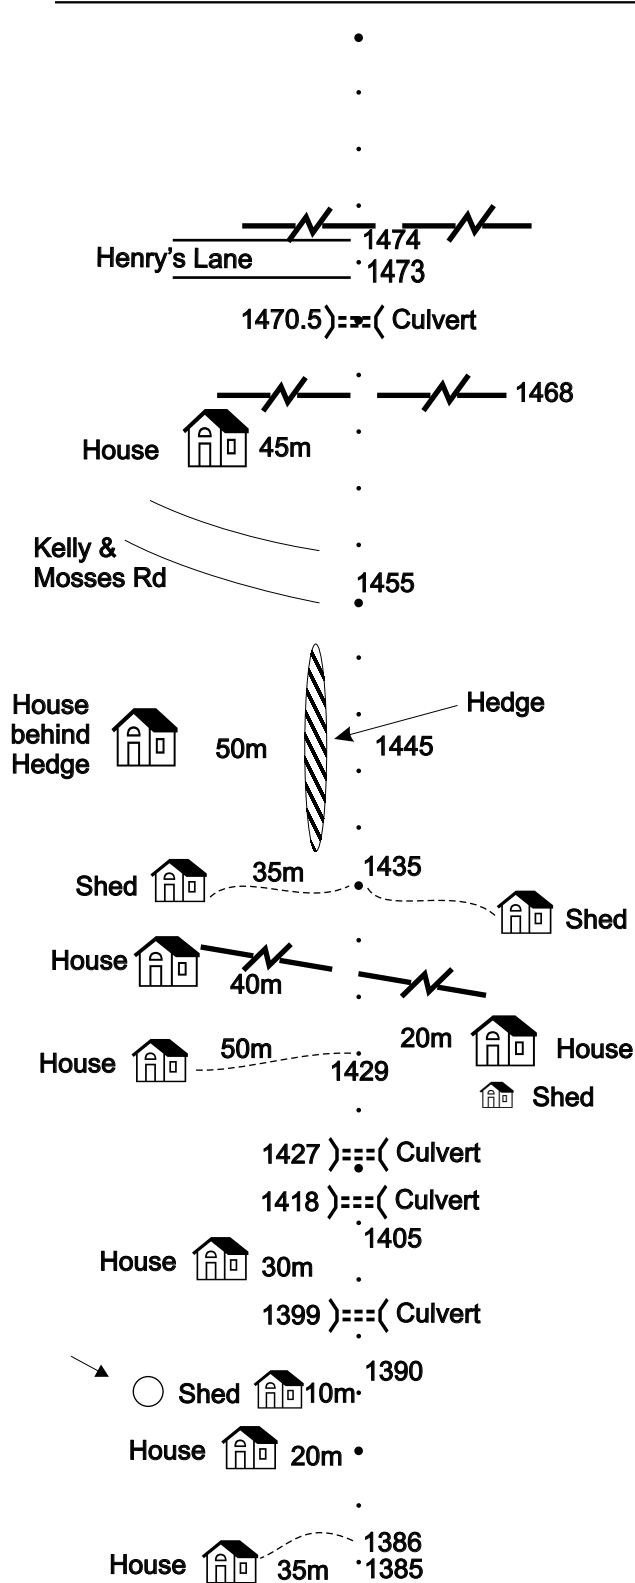 1474
Henry's Lane
1473
1470.5 Culvert
1468
House 45m
Kelly &
Mosses Rd
1455
House
behind
Hedge
50m
Hedge
1445
1435
35m
Shed
Shed
House
40m
20m House
50m
House
1429
Shed
1427 Culvert
1418 Culvert
1405
House 30m
1399 Culvert
1390
Shed 10m
House 20m
1386
House 35m 1385